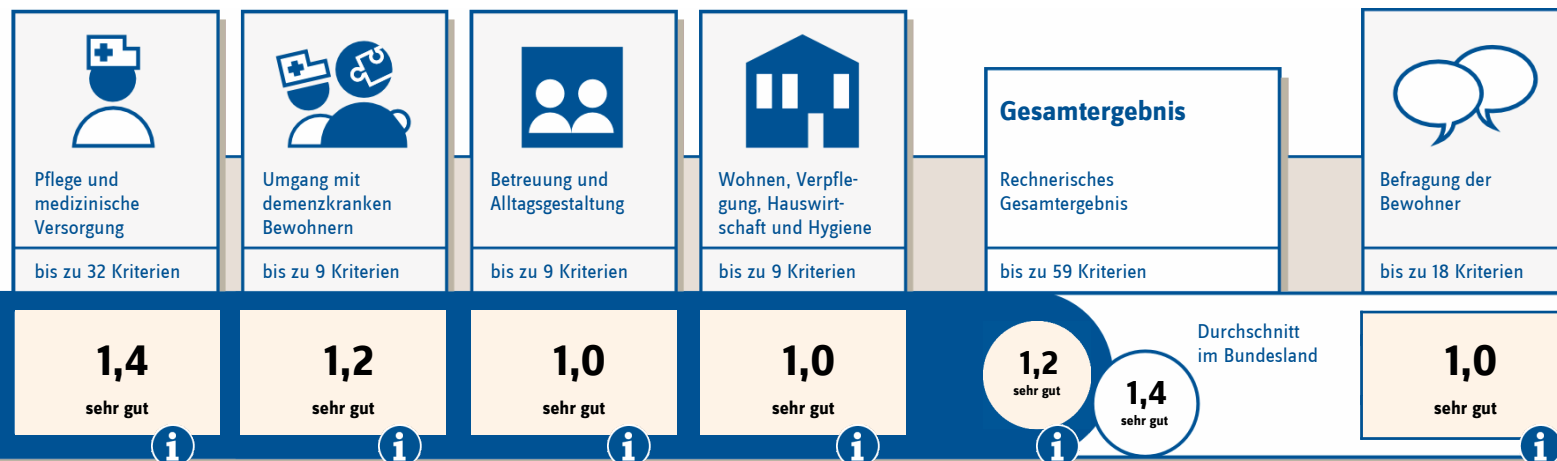 Pflege und
medizinische
Versorgung
bis zu 32 Kriterien
1,4
sehr gut
i
Umgang mit
demenzkranken
Bewohnern
bis zu 9 Kriterien
1,2
sehr gut
i
Betreuung und
Alltagsgestaltung
bis zu 9 Kriterien
1,0
sehr gut
i
Wohnen, Verpfle-
gung, Hauswirt-
schaft und Hygiene
bis zu 9 Kriterien
1,0
sehr gut
i
Gesamtergebnis
Rechnerisches
Gesamtergebnis
bis zu 59 Kriterien
1,2
sehr gut
i
Durchschnitt
im Bundesland
1,4
sehr gut
Befragung der
Bewohner
bis zu 18 Kriterien
1,0
sehr gut
i